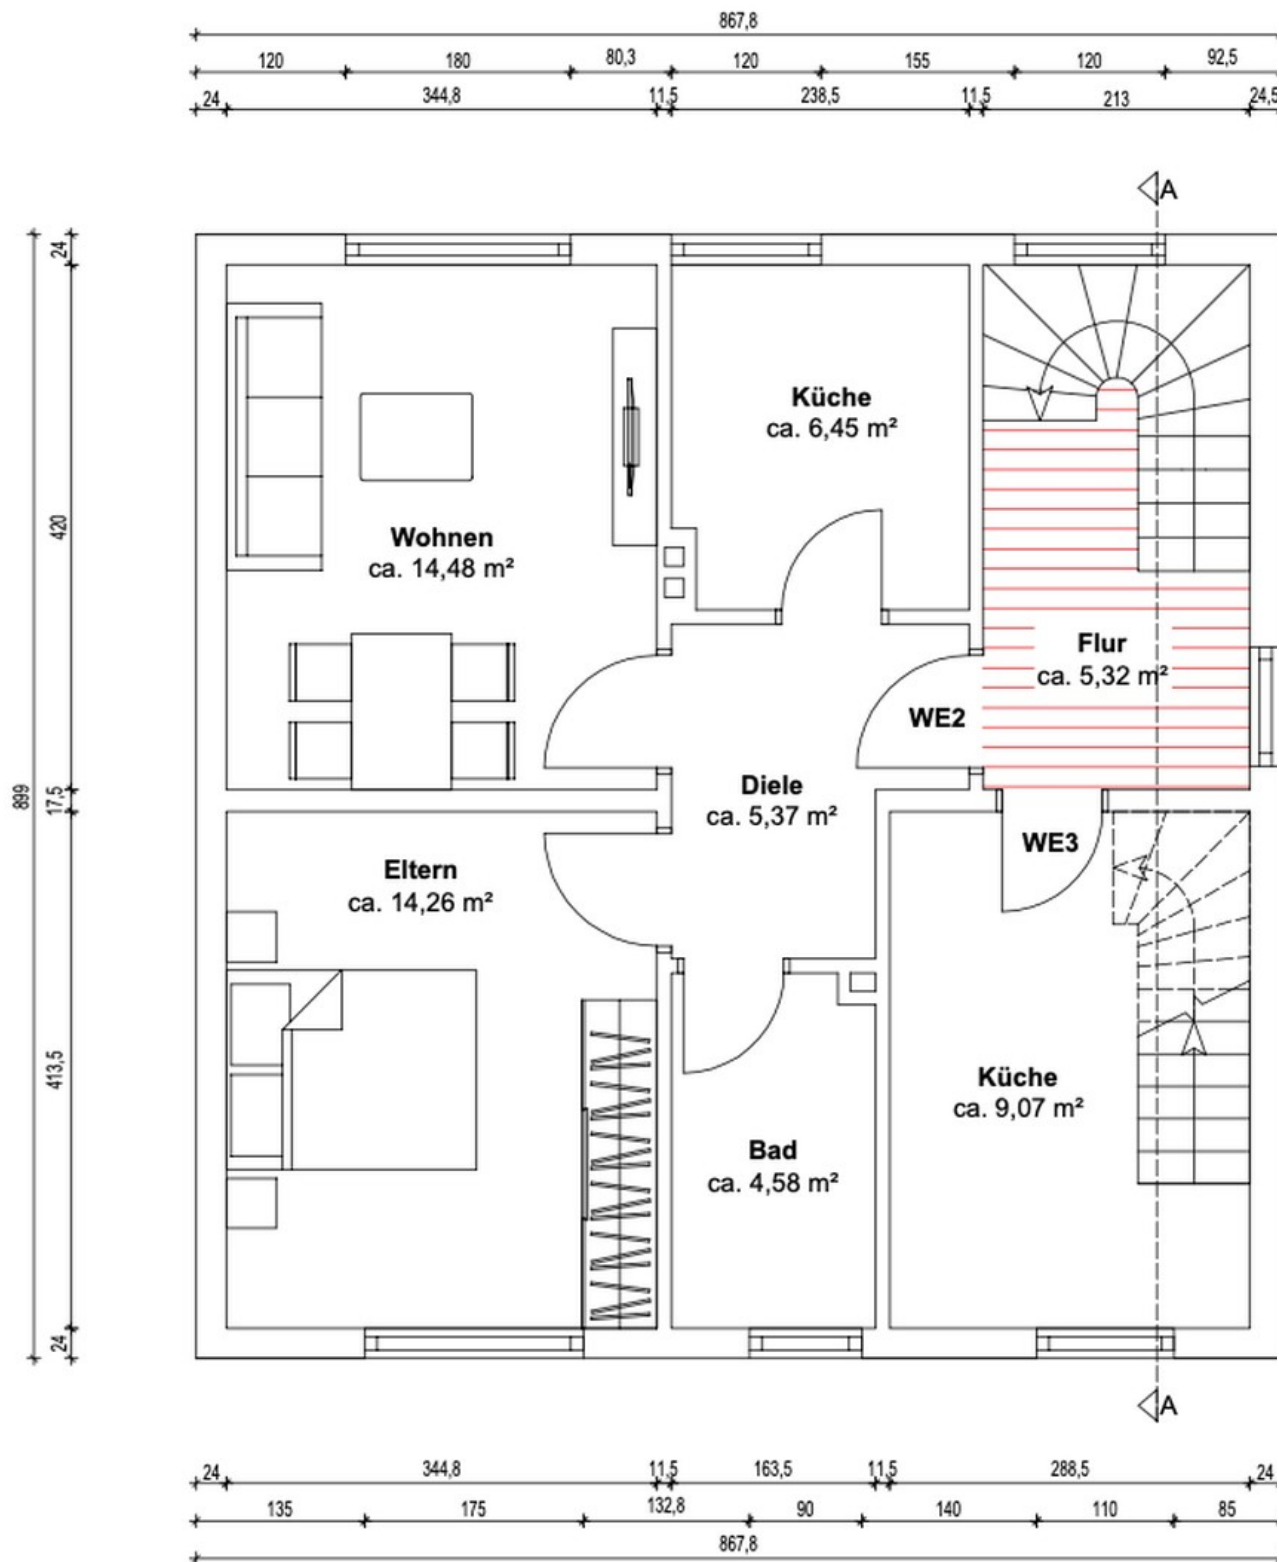 867,8
120 180 80,3 120 155 120 92,5
24 344,8 11,5 238,5 11,5 213 24,5
A
24
Küche
ca. 6,45 m²
420
Wohnen
ca. 14,48 m²
Flur
ca. 5,32 m²
WE2
899
17,5
Diele
ca. 5,37 m²
WE3
Eltern
ca. 14,26 m²
413,5
Küche
ca. 9,07 m²
Bad
ca. 4,58 m²
24
A
24 344,8 11,5 163,5 11,5 288,5 24
135 175 132,8 90 140 110 85
867,8